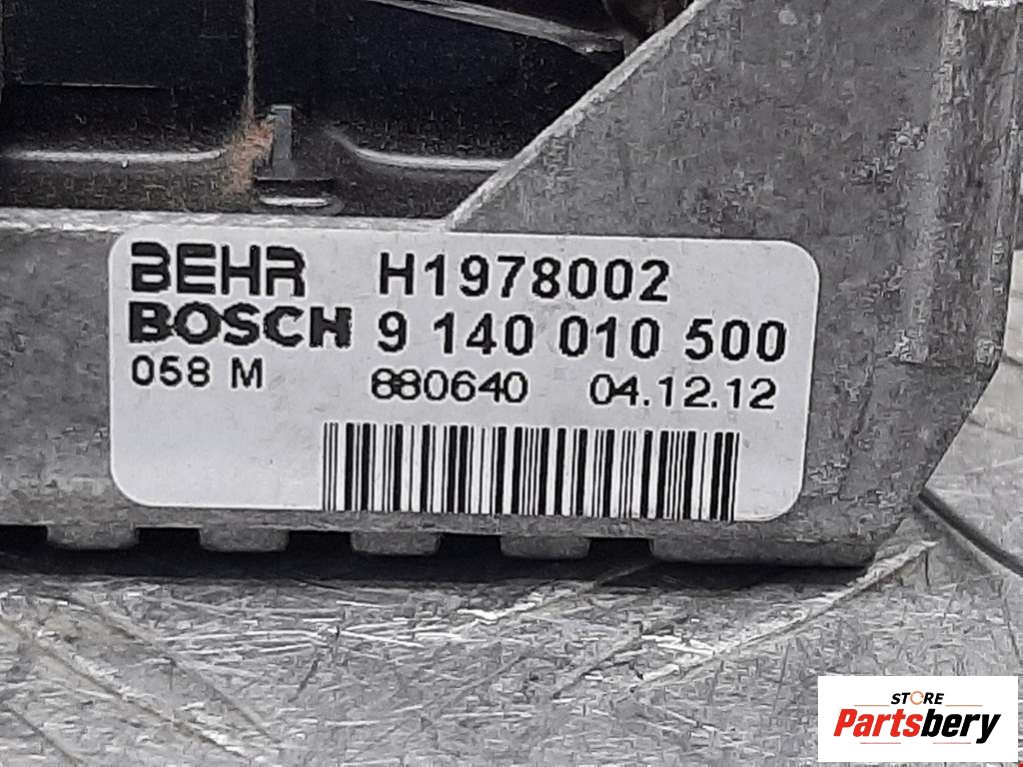 BEHR H1978002
BOSCH 9 140 010 500
058 M 880640 04.12.12
STORE
Partsbery